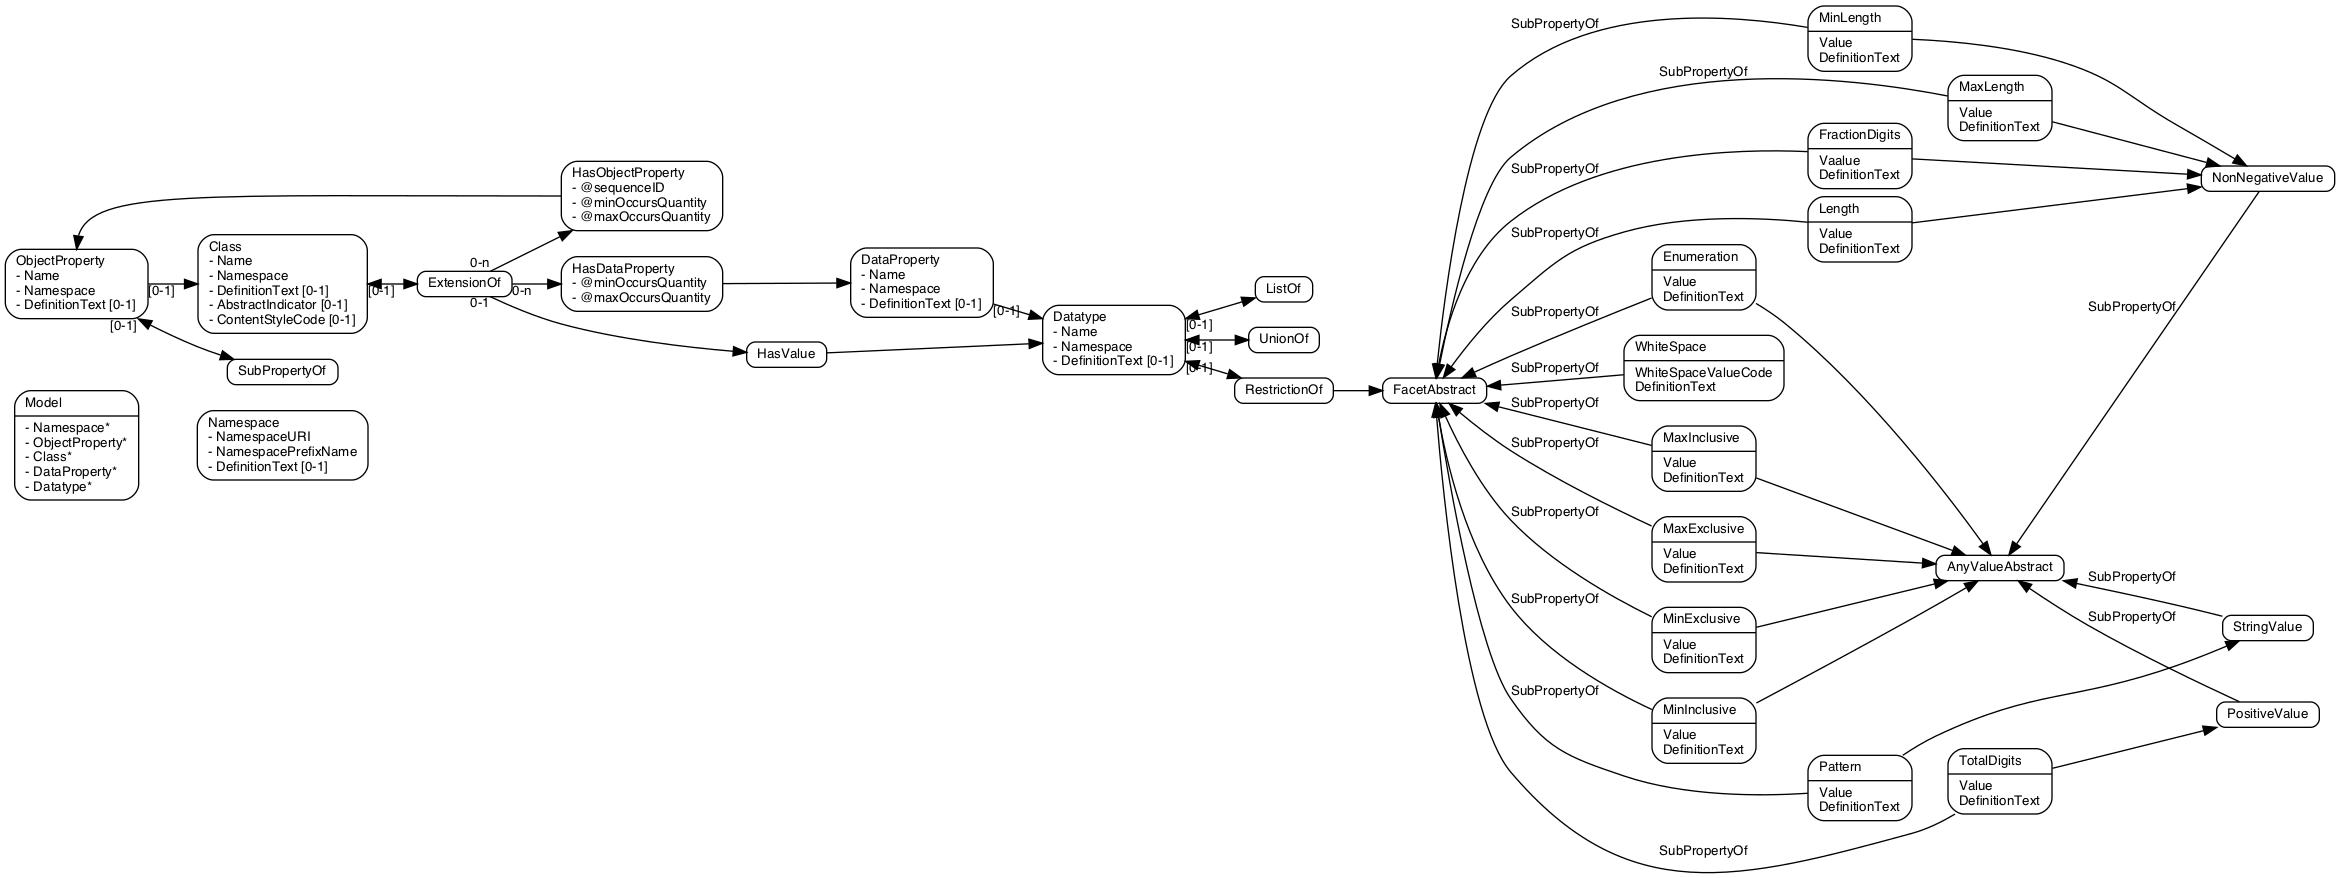 ObjectProperty
- Name
- Namespace
- DefinitionText [0-1]
[0-1]
[0-1]
SubPropertyOf
Model
- Namespace*
- ObjectProperty*
- Class*
- DataProperty*
- Datatype*
Class
- Name
- Namespace
- DefinitionText [0-1]
- AbstractIndicator [0-1]
- ContentStyleCode [0-1]
[0-1]
Namespace
- NamespaceURI
- NamespacePrefixName
- DefinitionText [0-1]
ExtensionOf
0-n
0-n
0-1
HasObjectProperty
- @sequenceID
- @minOccursQuantity
- @maxOccursQuantity
HasDataProperty
- @minOccursQuantity
- @maxOccursQuantity
HasValue
DataProperty
- Name
- Namespace
- DefinitionText [0-1]
[0-1]
Datatype
- Name
- Namespace
- DefinitionText [0-1]
[0-1]
[0-1]
[0-1]
ListOf
UnionOf
RestrictionOf
FacetAbstract
SubPropertyOf
SubPropertyOf
SubPropertyOf
SubPropertyOf
SubPropertyOf
SubPropertyOf
SubPropertyOf
SubPropertyOf
SubPropertyOf
SubPropertyOf
SubPropertyOf
SubPropertyOf
MinLength
Value
DefinitionText
MaxLength
Value
DefinitionText
FractionDigits
Vaalue
DefinitionText
Length
Value
DefinitionText
Enumeration
Value
DefinitionText
WhiteSpace
WhiteSpaceValueCode
DefinitionText
MaxInclusive
Value
DefinitionText
MaxExclusive
Value
DefinitionText
MinExclusive
Value
DefinitionText
MinInclusive
Value
DefinitionText
Pattern
Value
DefinitionText
TotalDigits
Value
DefinitionText
NonNegativeValue
SubPropertyOf
AnyValueAbstract
SubPropertyOf
SubPropertyOf
StringValue
PositiveValue